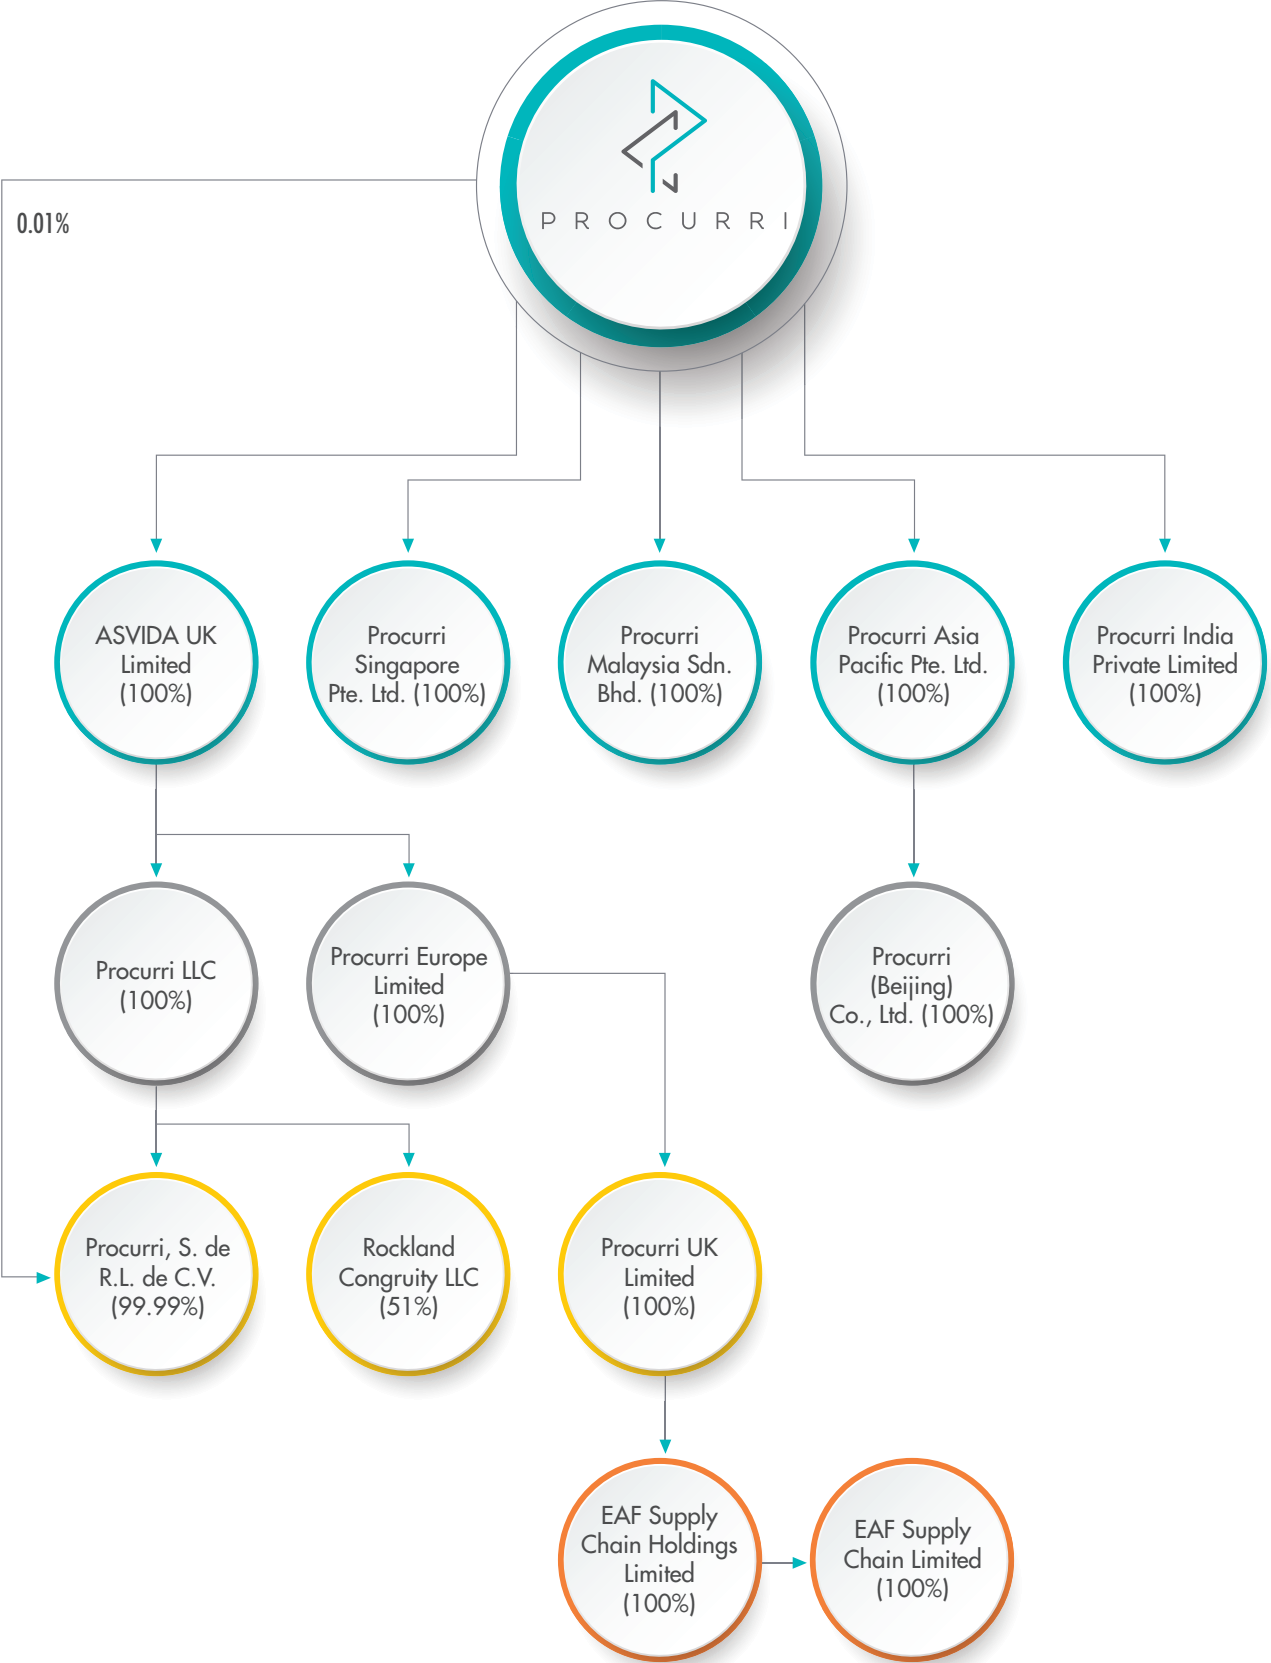 PROCURRI
0.01%
ASVIDA UK
Limited
(100%)
Procurri
Singapore
Pte. Ltd. (100%)
Procurri
Malaysia Sdn.
Bhd. (100%)
Procurri Asia
Pacific Pte. Ltd.
(100%)
Procurri India
Private Limited
(100%)
Procurri LLC
(100%)
Procurri Europe
Limited
(100%)
Procurri
(Beijing)
Co., Ltd. (100%)
Procurri, S. de
R.L. de C.V.
(99.99%)
Rockland
Congruity LLC
(51%)
Procurri UK
Limited
(100%)
EAF Supply
Chain Holdings
Limited
(100%)
EAF Supply
Chain Limited
(100%)